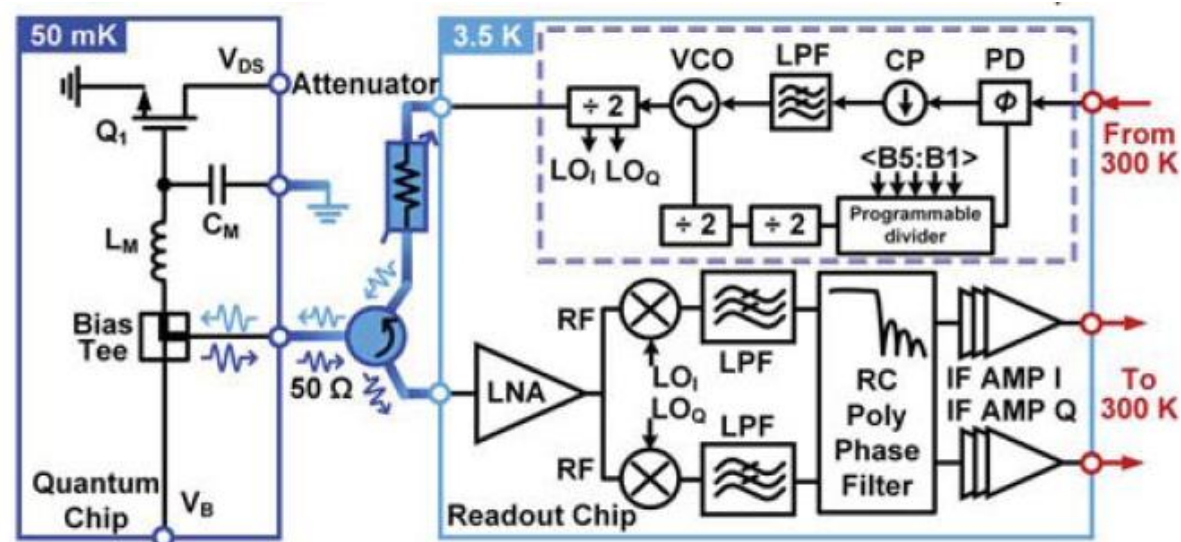 50 mK
V_DS
Q₁
C_M
L_M
Bias
Tee
Quantum
Chip
V_B
Attenuator
50 Ω
3.5 K
VCO
LPF
CP
PD
÷ 2
Φ
LO_I LO_Q
<B5:B1>
÷ 2
÷ 2
Programmable
divider
From
300 K
RF
LPF
LNA
LO_I
LO_Q
RF
LPF
RC
Poly
Phase
Filter
IF AMP I
IF AMP Q
To
300 K
Readout Chip